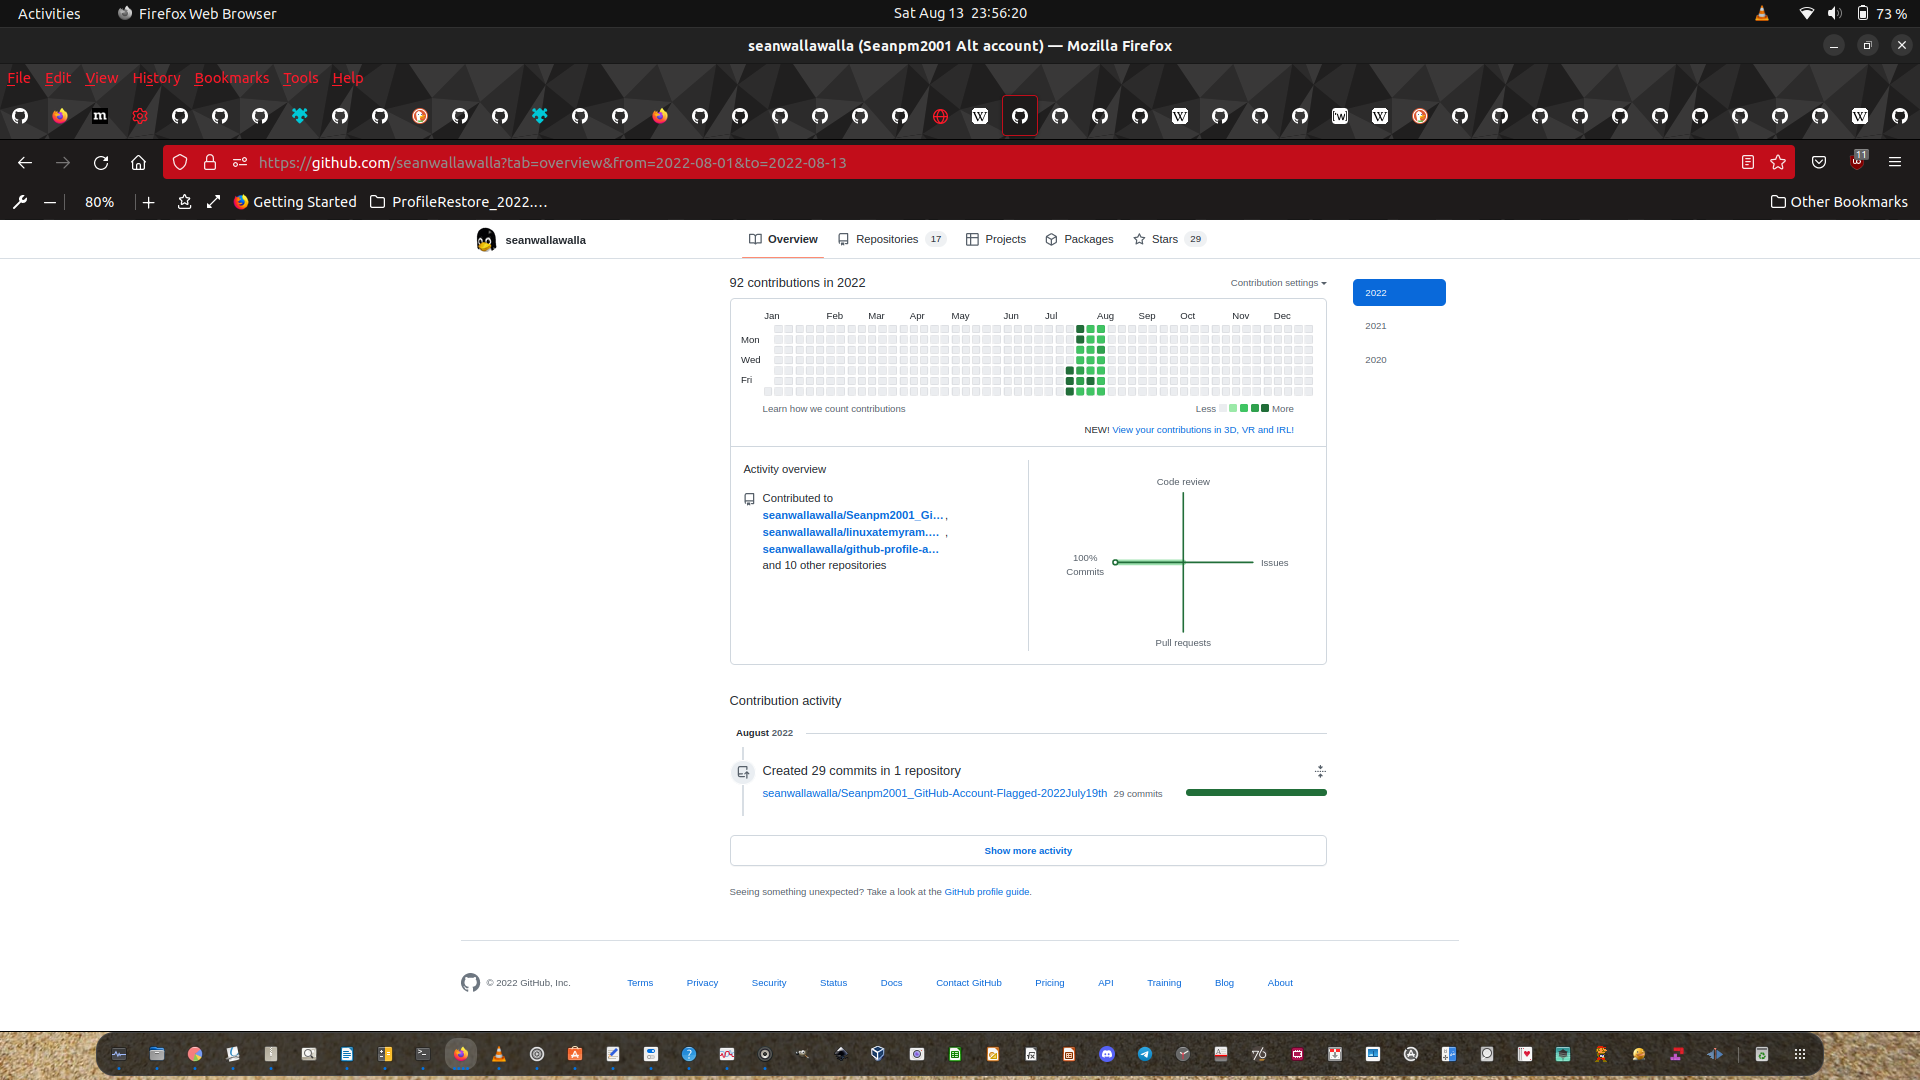 Activities Firefox Web Browser Sat Aug 13 23:56:20 73 %
seanwallawalla (Seanpm2001 Alt account) — Mozilla Firefox
File Edit View History Bookmarks Tools Help
https://github.com/seanwallawalla?tab=overview&from=2022-08-01&to=2022-08-13 11
80% Getting Started ProfileRestore_2022.… Other Bookmarks
seanwallawalla Overview Repositories 17 Projects Packages Stars 29
92 contributions in 2022 Contribution settings
2022
2021
2020
Jan Feb Mar Apr May Jun Jul Aug Sep Oct Nov Dec
Mon
Wed
Fri
Learn how we count contributions Less More
NEW! View your contributions in 3D, VR and IRL!
Activity overview
Contributed to
seanwallawalla/Seanpm2001_Gi… ,
seanwallawalla/linuxatemyram.… ,
seanwallawalla/github-profile-a…
and 10 other repositories
Code review
100%
Commits
Issues
Pull requests
Contribution activity
August 2022
Created 29 commits in 1 repository
seanwallawalla/Seanpm2001_GitHub-Account-Flagged-2022July19th 29 commits
Show more activity
Seeing something unexpected? Take a look at the GitHub profile guide.
© 2022 GitHub, Inc. Terms Privacy Security Status Docs Contact GitHub Pricing API Training Blog About